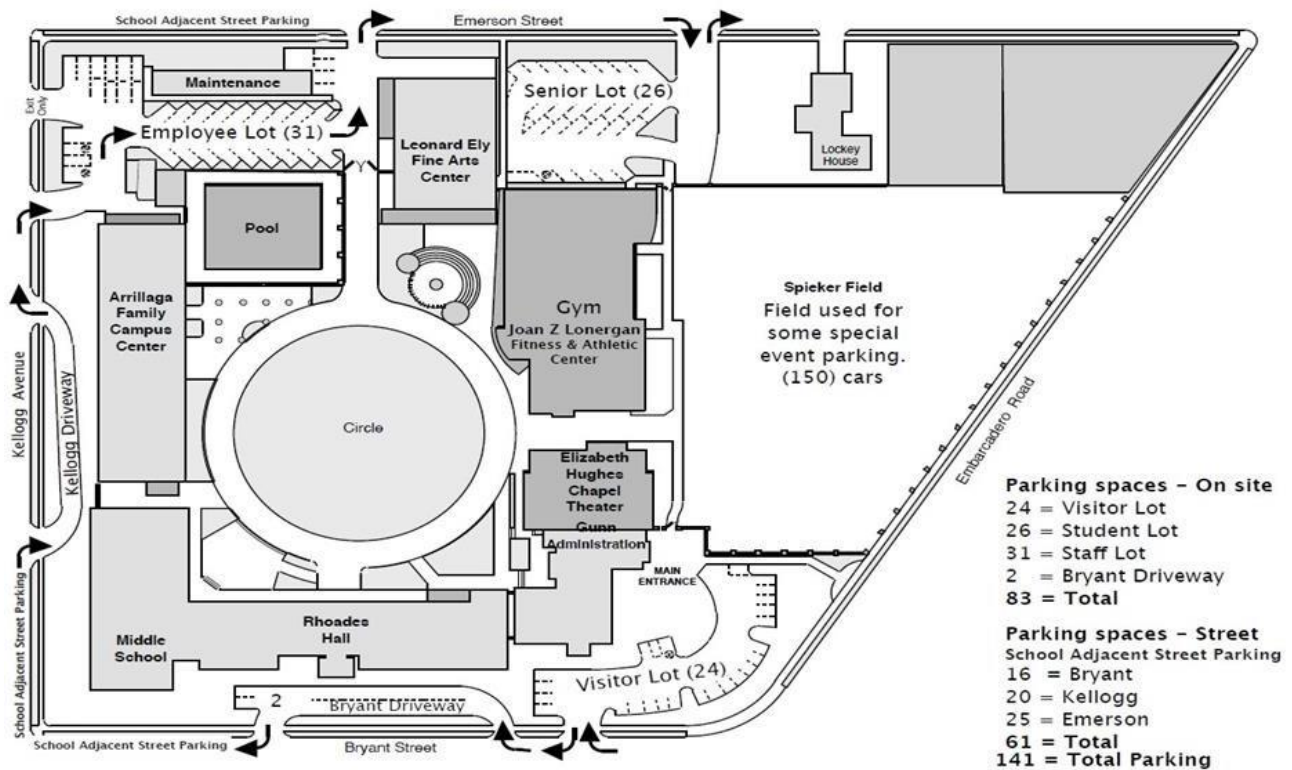 School Adjacent Street Parking
Emerson Street
Maintenance
Senior Lot (26)
Exit
Only
Employee Lot (31)
Leonard Ely
Fine Arts
Center
Lockey
House
Pool
Arrillaga
Family
Campus
Center
Gym
Joan Z Lonergan
Fitness & Athletic
Center
Spieker Field
Field used for
some special
event parking.
(150) cars
Kellogg Avenue
Kellogg Driveway
Circle
Embarcadero Road
Elizabeth
Hughes
Chapel
Theater
Gunn
Administration
MAIN
ENTRANCE
School Adjacent Street Parking
Middle
School
Rhoades
Hall
Visitor Lot (24)
2
Bryant Driveway
School Adjacent Street Parking
Bryant Street
Parking spaces – On site
24 = Visitor Lot
26 = Student Lot
31 = Staff Lot
2 = Bryant Driveway
83 = Total
Parking spaces – Street
School Adjacent Street Parking
16 = Bryant
20 = Kellogg
25 = Emerson
61 = Total
141 = Total Parking